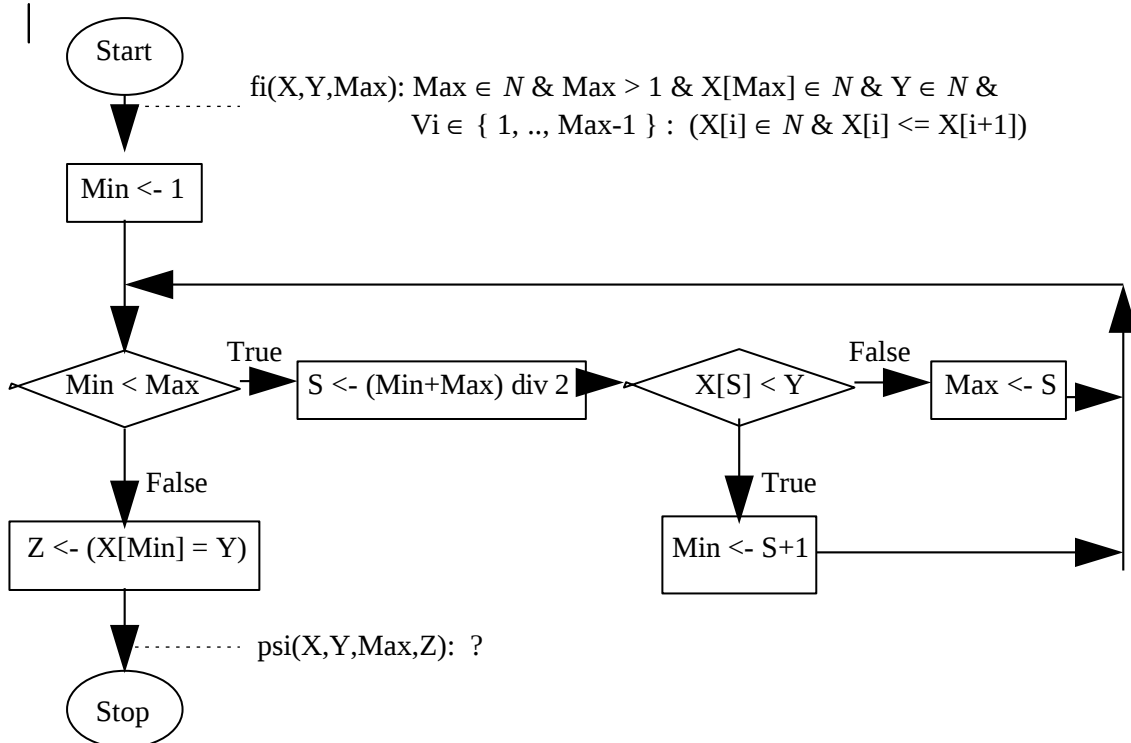 Start
fi(X,Y,Max): Max ∈ N & Max > 1 & X[Max] ∈ N & Y ∈ N &
Vi ∈ { 1, .., Max-1 } : (X[i] ∈ N & X[i] <= X[i+1])
Min <- 1
Min < Max
True
S <- (Min+Max) div 2
X[S] < Y
False
Max <- S
False
True
Z <- (X[Min] = Y)
Min <- S+1
psi(X,Y,Max,Z): ?
Stop